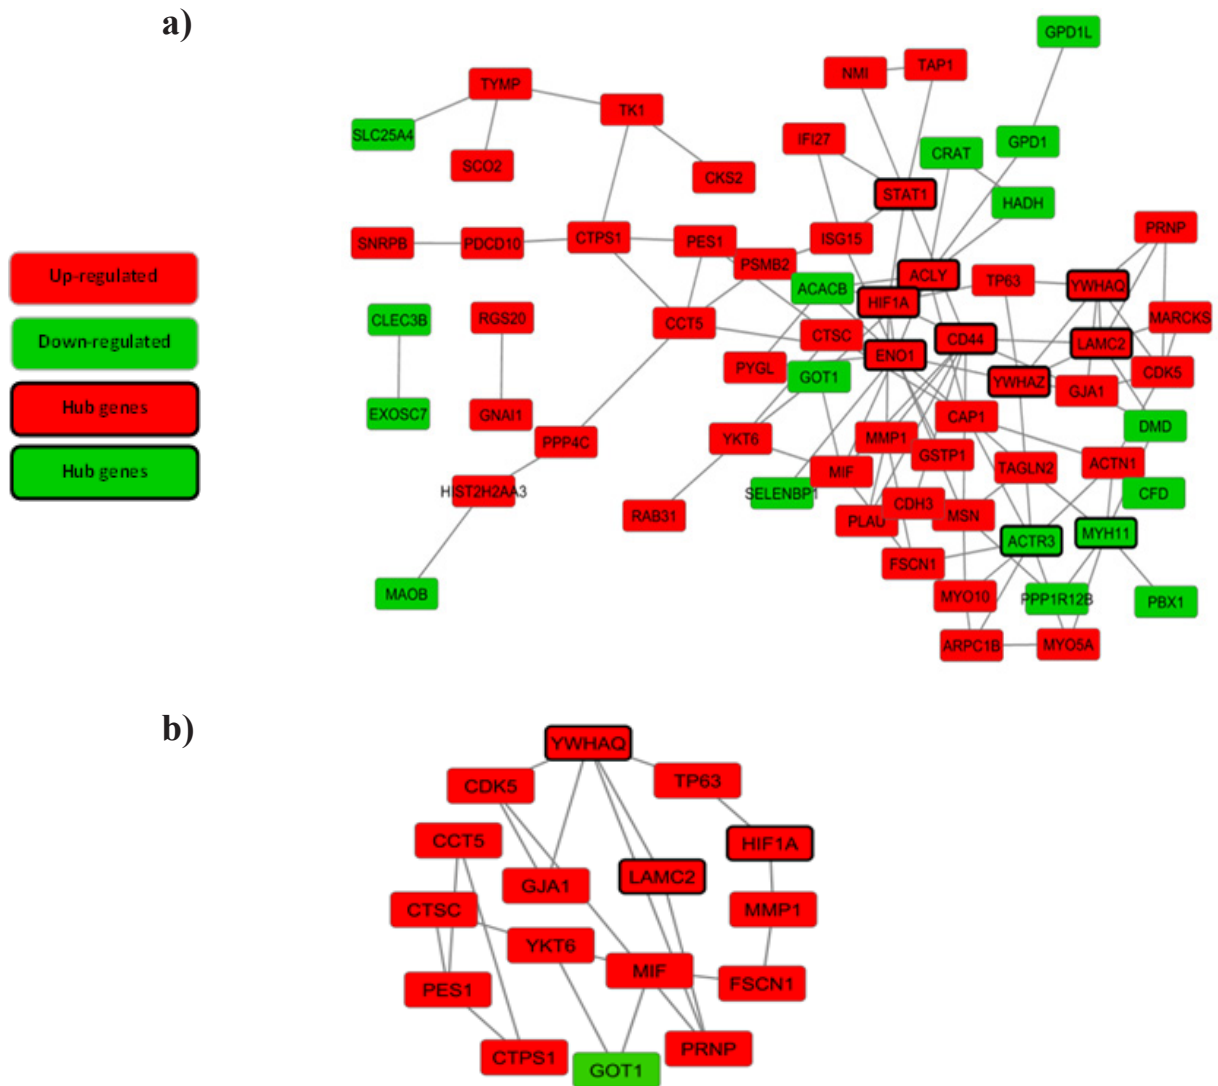 a)
GPD1L
NMI TAP1
TYMP
TK1
SLC25A4
IFI27
GPD1
CRAT
SCO2
CKS2
STAT1
HADH
PRNP
SNRPB PDCD10 CTPS1 PES1 ISG15
Up-regulated
PSMB2
ACLY TP63 YWHAQ
ACACB
HIF1A
CLEC3B RGS20
MARCKS
CCT5
Down-regulated
CTSC
CD44
LAMC2
ENO1
PYGL
GOT1
YWHAZ
GJA1
CDK5
Hub genes
EXOSC7 GNAI1
CAP1
DMD
PPP4C
YKT6
MMP1
GSTP1
MIF
TAGLN2
ACTN1
Hub genes
HIST2H2AA3
SELENBP1
CFD
CDH3
RAB31
PLAU
MSN
ACTR3
MYH11
FSCN1
MAOB
MYO10
PPP1R12B
PBX1
ARPC1B
MYO5A
b)
YWHAQ
CDK5
TP63
CCT5
HIF1A
GJA1
LAMC2
CTSC
MMP1
YKT6
MIF
FSCN1
PES1
CTPS1
GOT1
PRNP